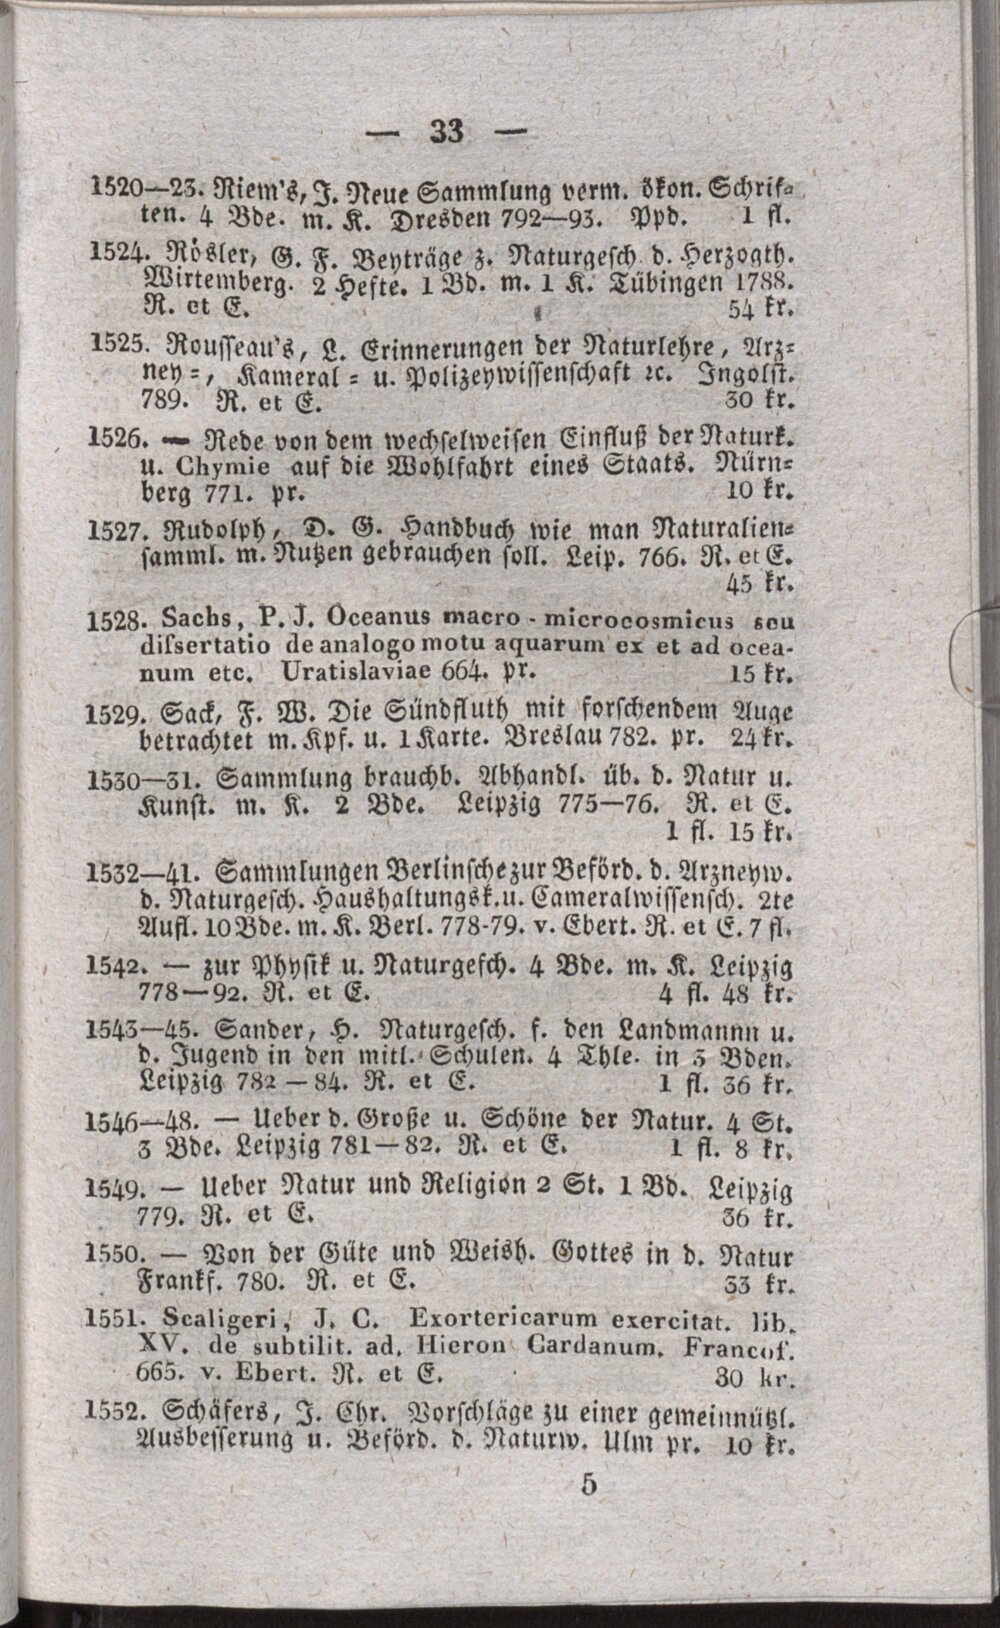 — 33 —
1520—23. Riem's, J. Neue Sammlung verm. ökon. Schrif=
ten. 4 Bde. m. K. Dresden 792—93. Ppd. 1 fl.
1524. Rösler, G. F. Beyträge z. Naturgesch. d. Herzogth.
Wirtemberg. 2 Hefte. 1 Bd. m. 1 K. Tübingen 1788.
R. et E. 54 kr.
1525. Rousseau's, L. Erinnerungen der Naturlehre, Arz=
ney=, Kameral= u. Polizeywissenschaft ꝛc. Ingolst.
789. R. et E. 30 kr.
1526. — Rede von dem wechselweisen Einfluß der Naturk.
u. Chymie auf die Wohlfahrt eines Staats. Nürn=
berg 771. pr. 10 kr.
1527. Rudolph, D. G. Handbuch wie man Naturalien=
samml. m. Nutzen gebrauchen soll. Leip. 766. R. et E.
45 kr.
1528. Sachs, P. J. Oceanus macro - microcosmicus seu
dissertatio de analogo motu aquarum ex et ad ocea-
num etc. Uratislaviae 664. pr. 15 kr.
1529. Sack, F. W. Die Sündfluth mit forschendem Auge
betrachtet m. Kpf. u. 1 Karte. Breslau 782. pr. 24 kr.
1530—31. Sammlung brauchb. Abhandl. üb. d. Natur u.
Kunst. m. K. 2 Bde. Leipzig 775—76. R. et E.
1 fl. 15 kr.
1532—41. Sammlungen Berlinsche zur Beförd. d. Arzneyw.
d. Naturgesch. Haushaltungsk. u. Cameralwissensch. 2te
Aufl. 10 Bde. m. K. Berl. 778-79. v. Ebert. R. et E. 7 fl.
1542. — zur Physik u. Naturgesch. 4 Bde. m. K. Leipzig
778—92. R. et E. 4 fl. 48 kr.
1543—45. Sander, H. Naturgesch. f. den Landmannn u.
d. Jugend in den mitl. Schulen. 4 Thle. in 3 Bden.
Leipzig 782—84. R. et E. 1 fl. 36 kr.
1546—48. — Ueber d. Große u. Schöne der Natur. 4 St.
3 Bde. Leipzig 781—82. R. et E. 1 fl. 8 kr.
1549. — Ueber Natur und Religion 2 St. 1 Bd. Leipzig
779. R. et E. 36 kr.
1550. — Von der Güte und Weish. Gottes in d. Natur
Frankf. 780. R. et E. 33 kr.
1551. Scaligeri, J. C. Exortericarum exercitat. lib.
XV. de subtilit. ad. Hieron Cardanum. Francof.
665. v. Ebert. R. et E. 30 kr.
1552. Schäfers, J. Chr. Vorschläge zu einer gemeinnützl.
Ausbesserung u. Beförd. d. Naturw. Ulm pr. 10 kr.
5